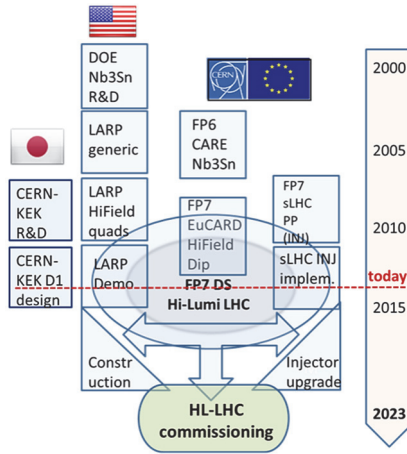 DOE
Nb3Sn
R&D
CERN
2000
LARP
generic
FP6
CARE
Nb3Sn
2005
CERN-
KEK
R&D
LARP
HiField
quads
FP7
EuCARD
HiField
Dip
FP7
sLHC
PP
(INJ)
2010
CERN-
KEK D1
design
LARP
Demo.
FP7 DS
Hi-Lumi LHC
sLHC INJ
implem.
today
2015
Constr
uction
Injector
upgrade
HL-LHC
commissioning
2023